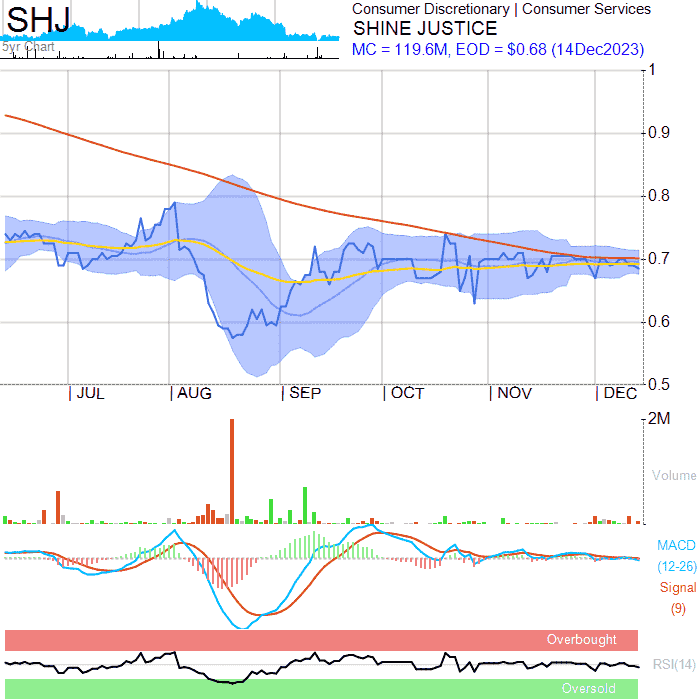 SHJ
5yr Chart
Consumer Discretionary | Consumer Services
SHINE JUSTICE
MC = 119.6M, EOD = $0.68 (14Dec2023)
1
0.9
0.8
0.7
0.6
0.5
JUL AUG SEP OCT NOV DEC
2M
Volume
MACD
(12-26)
Signal
(9)
Overbought
RSI(14)
Oversold